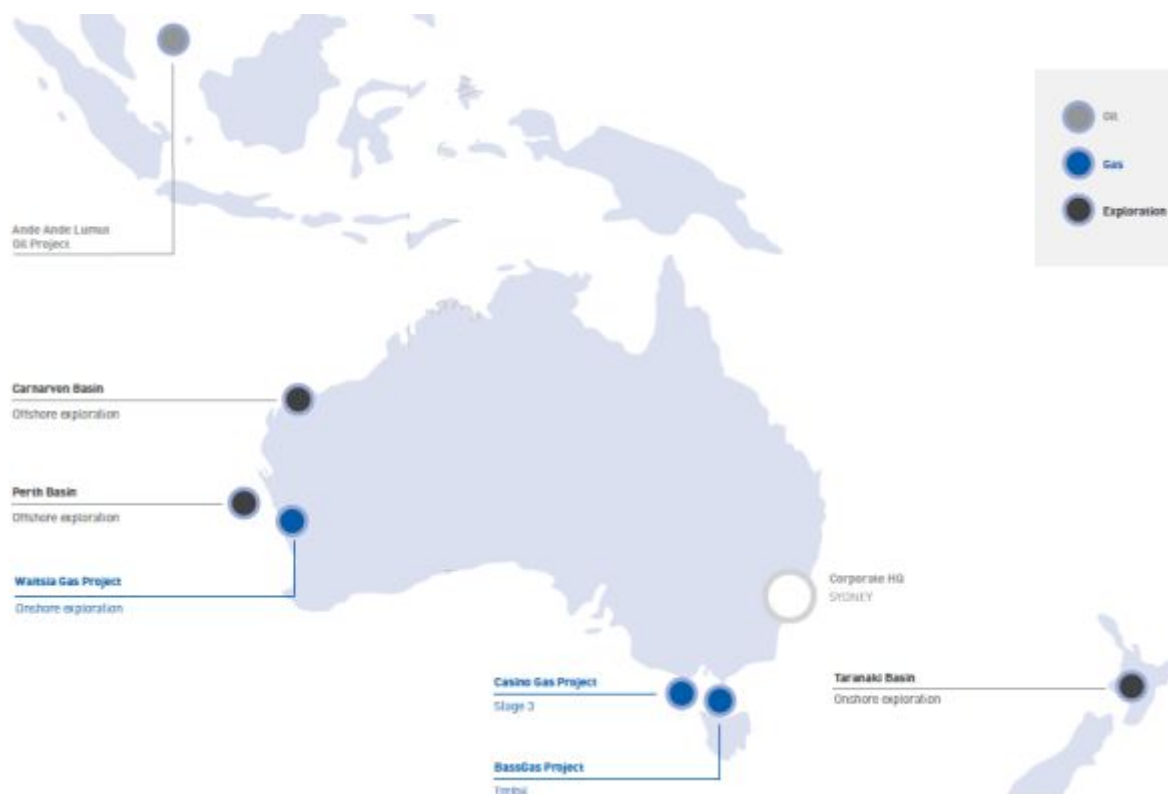 Oil
Gas
Exploration
Ande Ande Lumut
Oil Project
Carnarvon Basin
Offshore exploration
Perth Basin
Offshore exploration
Waitsia Gas Project
Onshore exploration
Corporate HQ
SYDNEY
Casino Gas Project
Stage 3
Taranaki Basin
Onshore exploration
BassGas Project